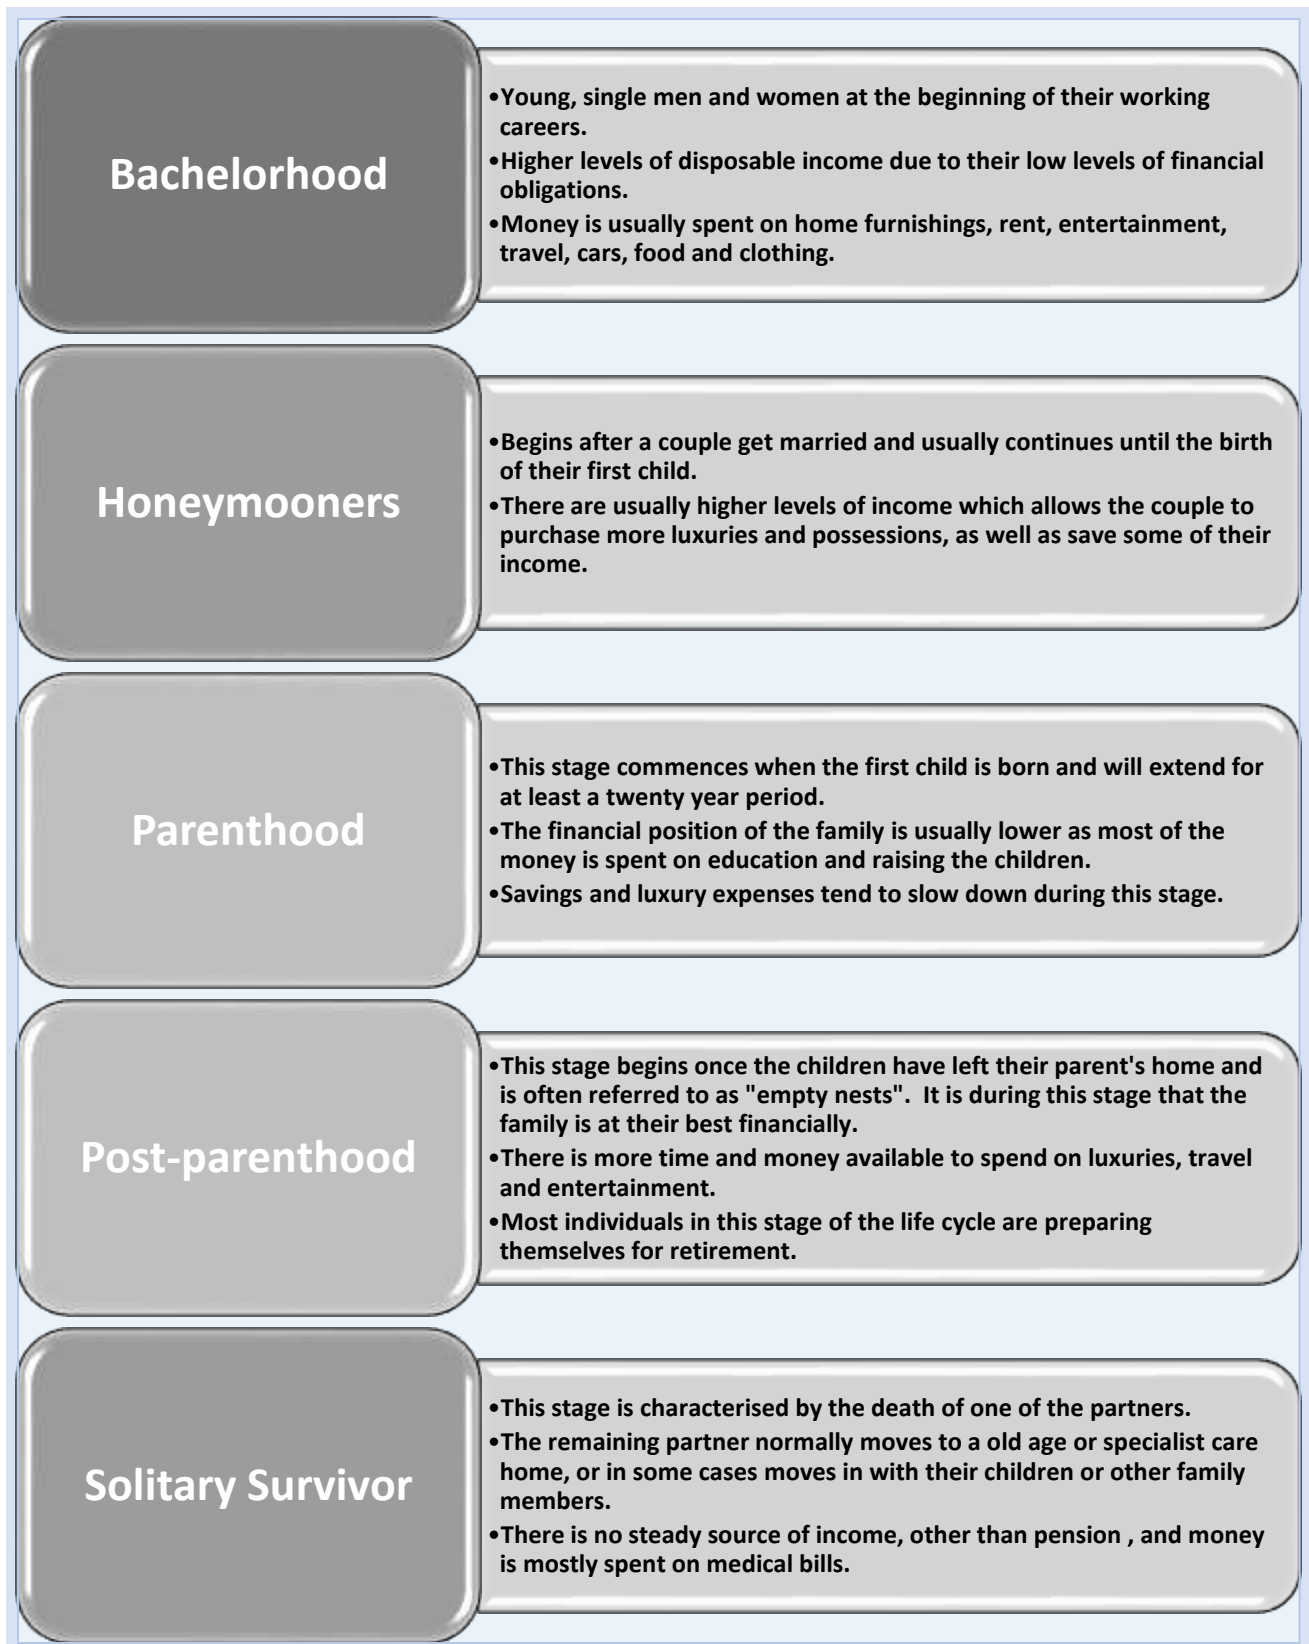 Bachelorhood
•Young, single men and women at the beginning of their working
careers.
•Higher levels of disposable income due to their low levels of financial
obligations.
•Money is usually spent on home furnishings, rent, entertainment,
travel, cars, food and clothing.
Honeymooners
•Begins after a couple get married and usually continues until the birth
of their first child.
•There are usually higher levels of income which allows the couple to
purchase more luxuries and possessions, as well as save some of their
income.
Parenthood
•This stage commences when the first child is born and will extend for
at least a twenty year period.
•The financial position of the family is usually lower as most of the
money is spent on education and raising the children.
•Savings and luxury expenses tend to slow down during this stage.
Post-parenthood
•This stage begins once the children have left their parent's home and
is often referred to as "empty nests".  It is during this stage that the
family is at their best financially.
•There is more time and money available to spend on luxuries, travel
and entertainment.
•Most individuals in this stage of the life cycle are preparing
themselves for retirement.
Solitary Survivor
•This stage is characterised by the death of one of the partners.
•The remaining partner normally moves to a old age or specialist care
home, or in some cases moves in with their children or other family
members.
•There is no steady source of income, other than pension , and money
is mostly spent on medical bills.